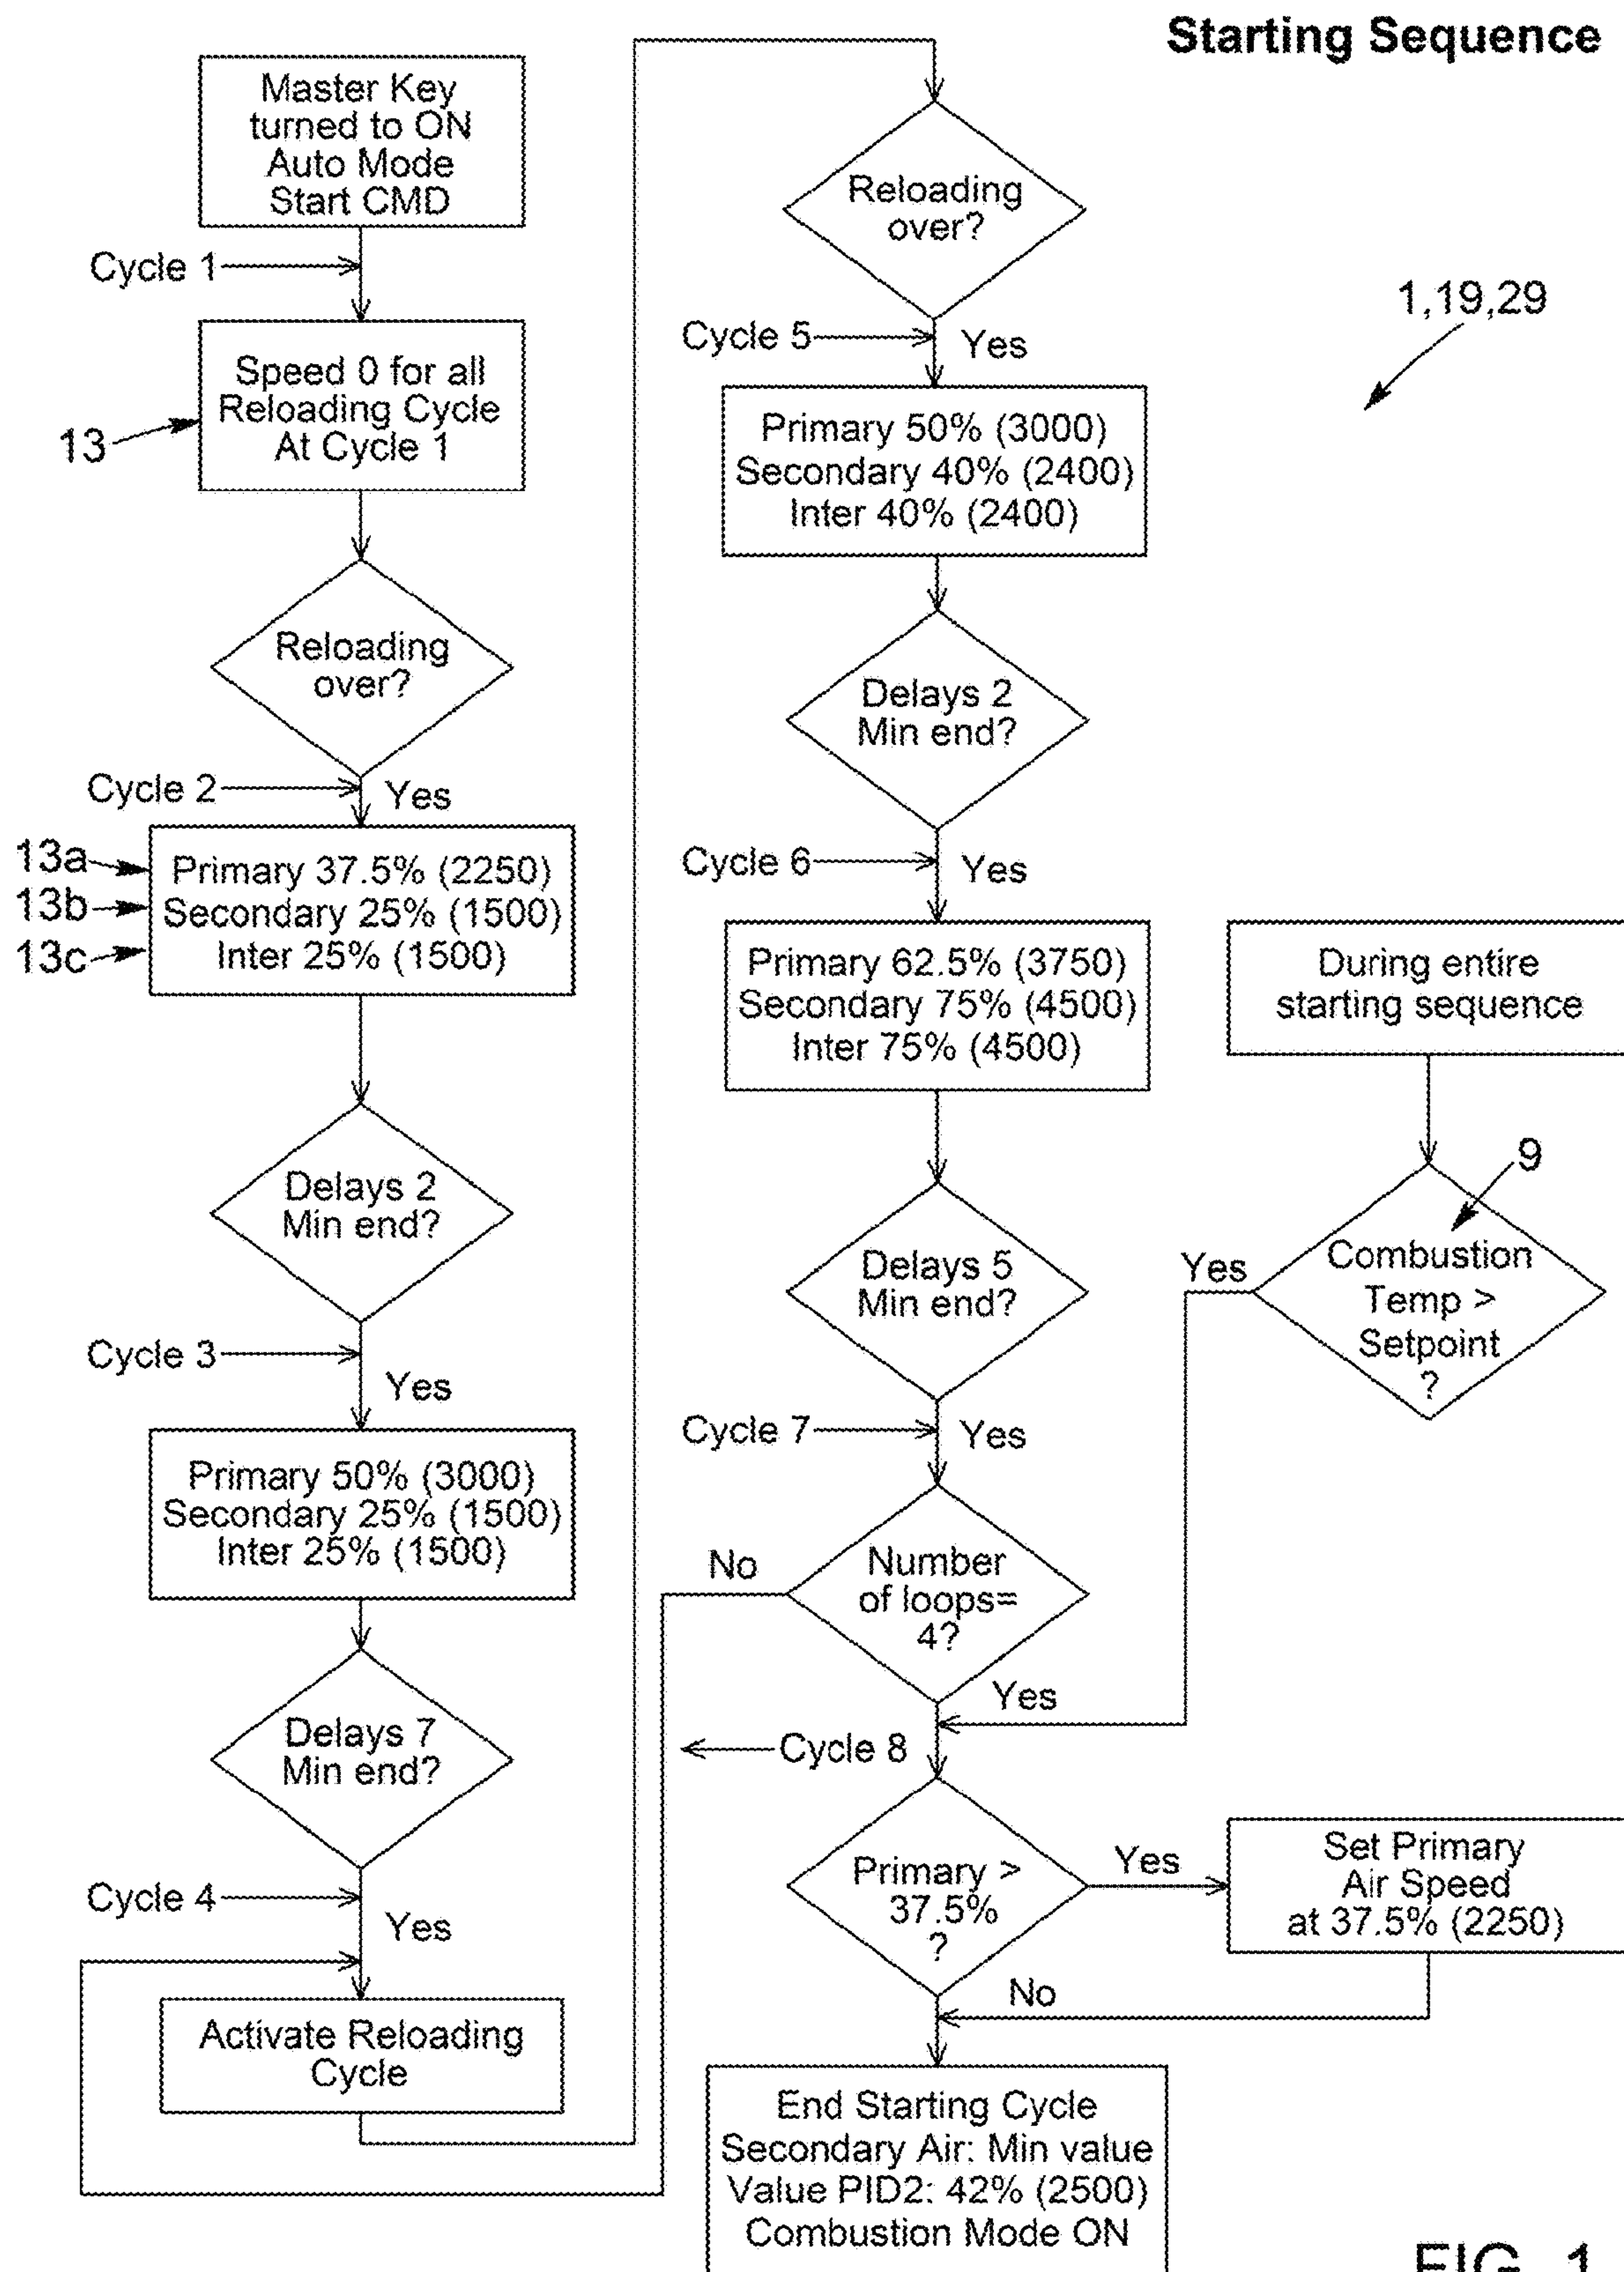 Starting Sequence
Master Key
turned to ON
Auto Mode
Start CMD
Cycle 1
Speed 0 for all
Reloading Cycle
At Cycle 1
13
Reloading
over?
Cycle 2
Yes
13a
13b
13c
Primary 37.5% (2250)
Secondary 25% (1500)
Inter 25% (1500)
Delays 2
Min end?
Cycle 3
Yes
Primary 50% (3000)
Secondary 25% (1500)
Inter 25% (1500)
Delays 7
Min end?
Cycle 4
Yes
Activate Reloading
Cycle
Reloading
over?
Cycle 5
Yes
Primary 50% (3000)
Secondary 40% (2400)
Inter 40% (2400)
Delays 2
Min end?
Cycle 6
Yes
Primary 62.5% (3750)
Secondary 75% (4500)
Inter 75% (4500)
Delays 5
Min end?
Cycle 7
Yes
Number
of loops=
4?
No
Yes
Cycle 8
Primary >
37.5%
?
Yes
No
Set Primary
Air Speed
at 37.5% (2250)
End Starting Cycle
Secondary Air: Min value
Value PID2: 42% (2500)
Combustion Mode ON
1,19,29
During entire
starting sequence
9
Combustion
Temp >
Setpoint
?
Yes
FIG. 1